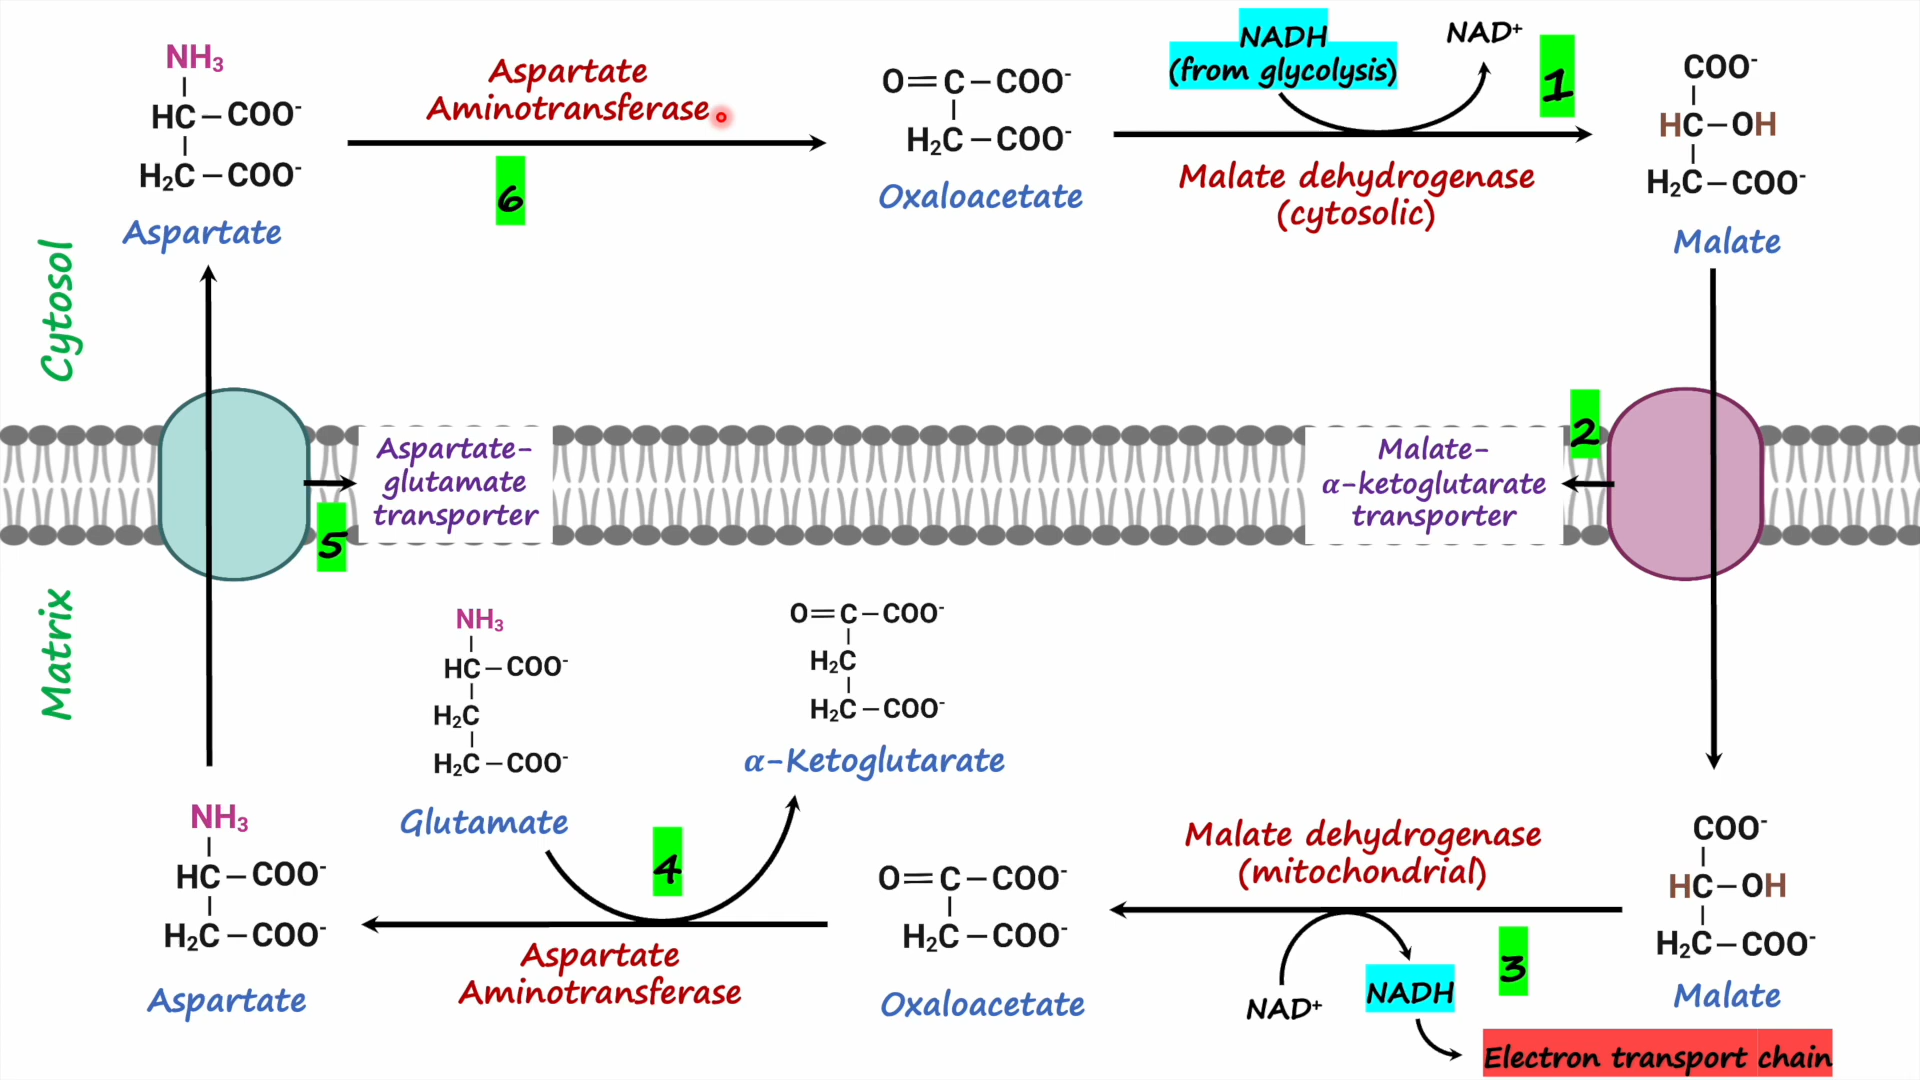 NH₃
HC–COO⁻
H₂C–COO⁻
Aspartate
Aspartate
Aminotransferase
6
O=C–COO⁻
H₂C–COO⁻
Oxaloacetate
NADH
(from glycolysis)
NAD⁺
1
Malate dehydrogenase
(cytosolic)
COO⁻
HC–OH
H₂C–COO⁻
Malate
Cytosol
Aspartate-
glutamate
transporter
5
Malate-
α-ketoglutarate
transporter
2
Matrix
NH₃
HC–COO⁻
H₂C
H₂C–COO⁻
Glutamate
O=C–COO⁻
H₂C
H₂C–COO⁻
α-Ketoglutarate
4
NH₃
HC–COO⁻
H₂C–COO⁻
Aspartate
Aspartate
Aminotransferase
O=C–COO⁻
H₂C–COO⁻
Oxaloacetate
Malate dehydrogenase
(mitochondrial)
NAD⁺
NADH
3
COO⁻
HC–OH
H₂C–COO⁻
Malate
Electron transport chain